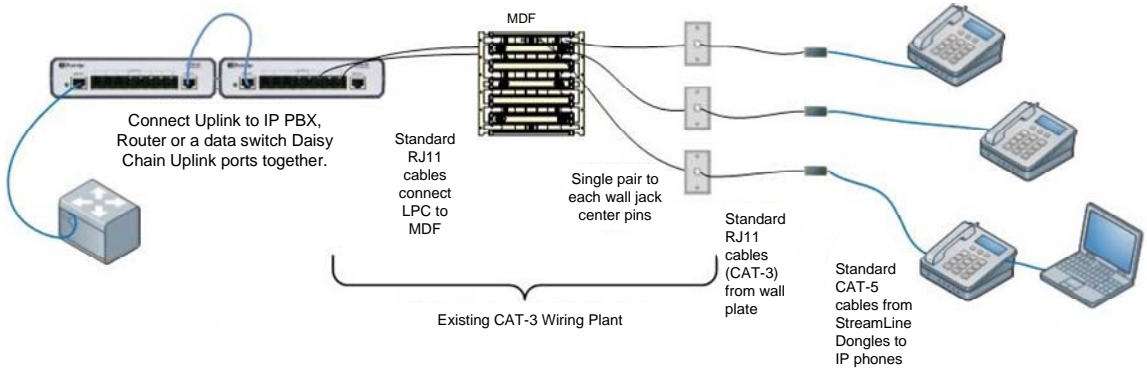 MDF
Connect Uplink to IP PBX,
Router or a data switch Daisy
Chain Uplink ports together.
Standard
RJ11
cables
connect
LPC to
MDF
Single pair to
each wall jack
center pins
Standard
RJ11
cables
(CAT-3)
from wall
plate
Standard
CAT-5
cables from
StreamLine
Dongles to
IP phones
Existing CAT-3 Wiring Plant